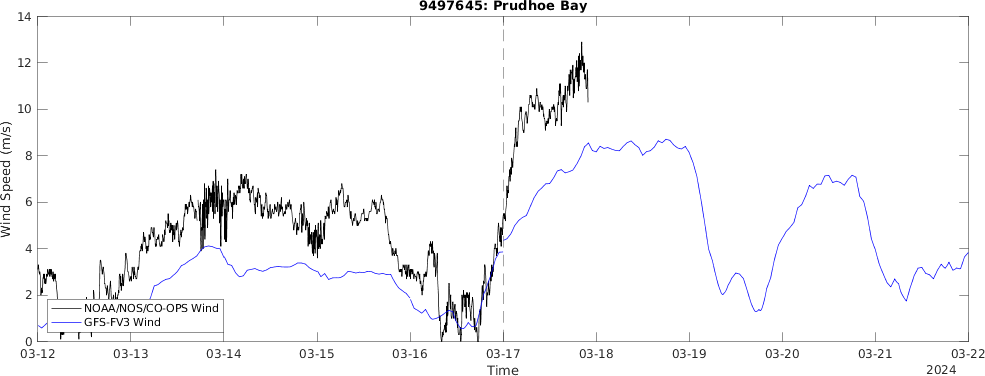 9497645: Prudhoe Bay
14
12
10
8
6
4
2
0
Wind Speed (m/s)
NOAA/NOS/CO-OPS Wind
GFS-FV3 Wind
03-12 03-13 03-14 03-15 03-16 03-17 03-18 03-19 03-20 03-21 03-22
Time
2024